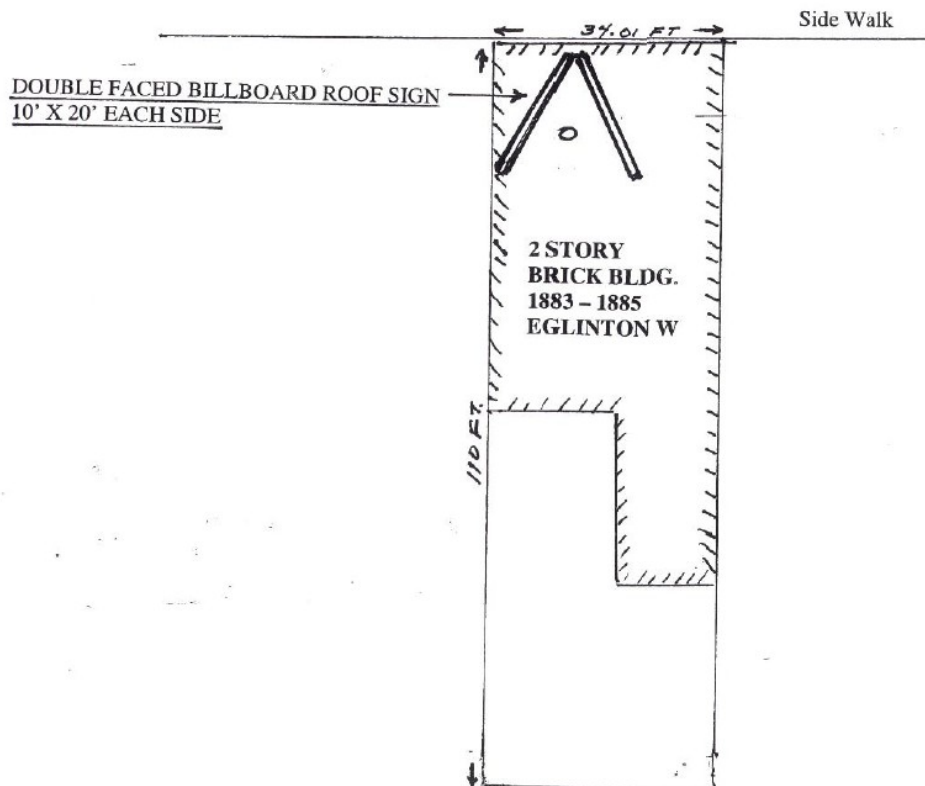 Side Walk
34.01 FT
DOUBLE FACED BILLBOARD ROOF SIGN
10' X 20' EACH SIDE
2 STORY
BRICK BLDG.
1883 – 1885
EGLINTON W
110 FT.